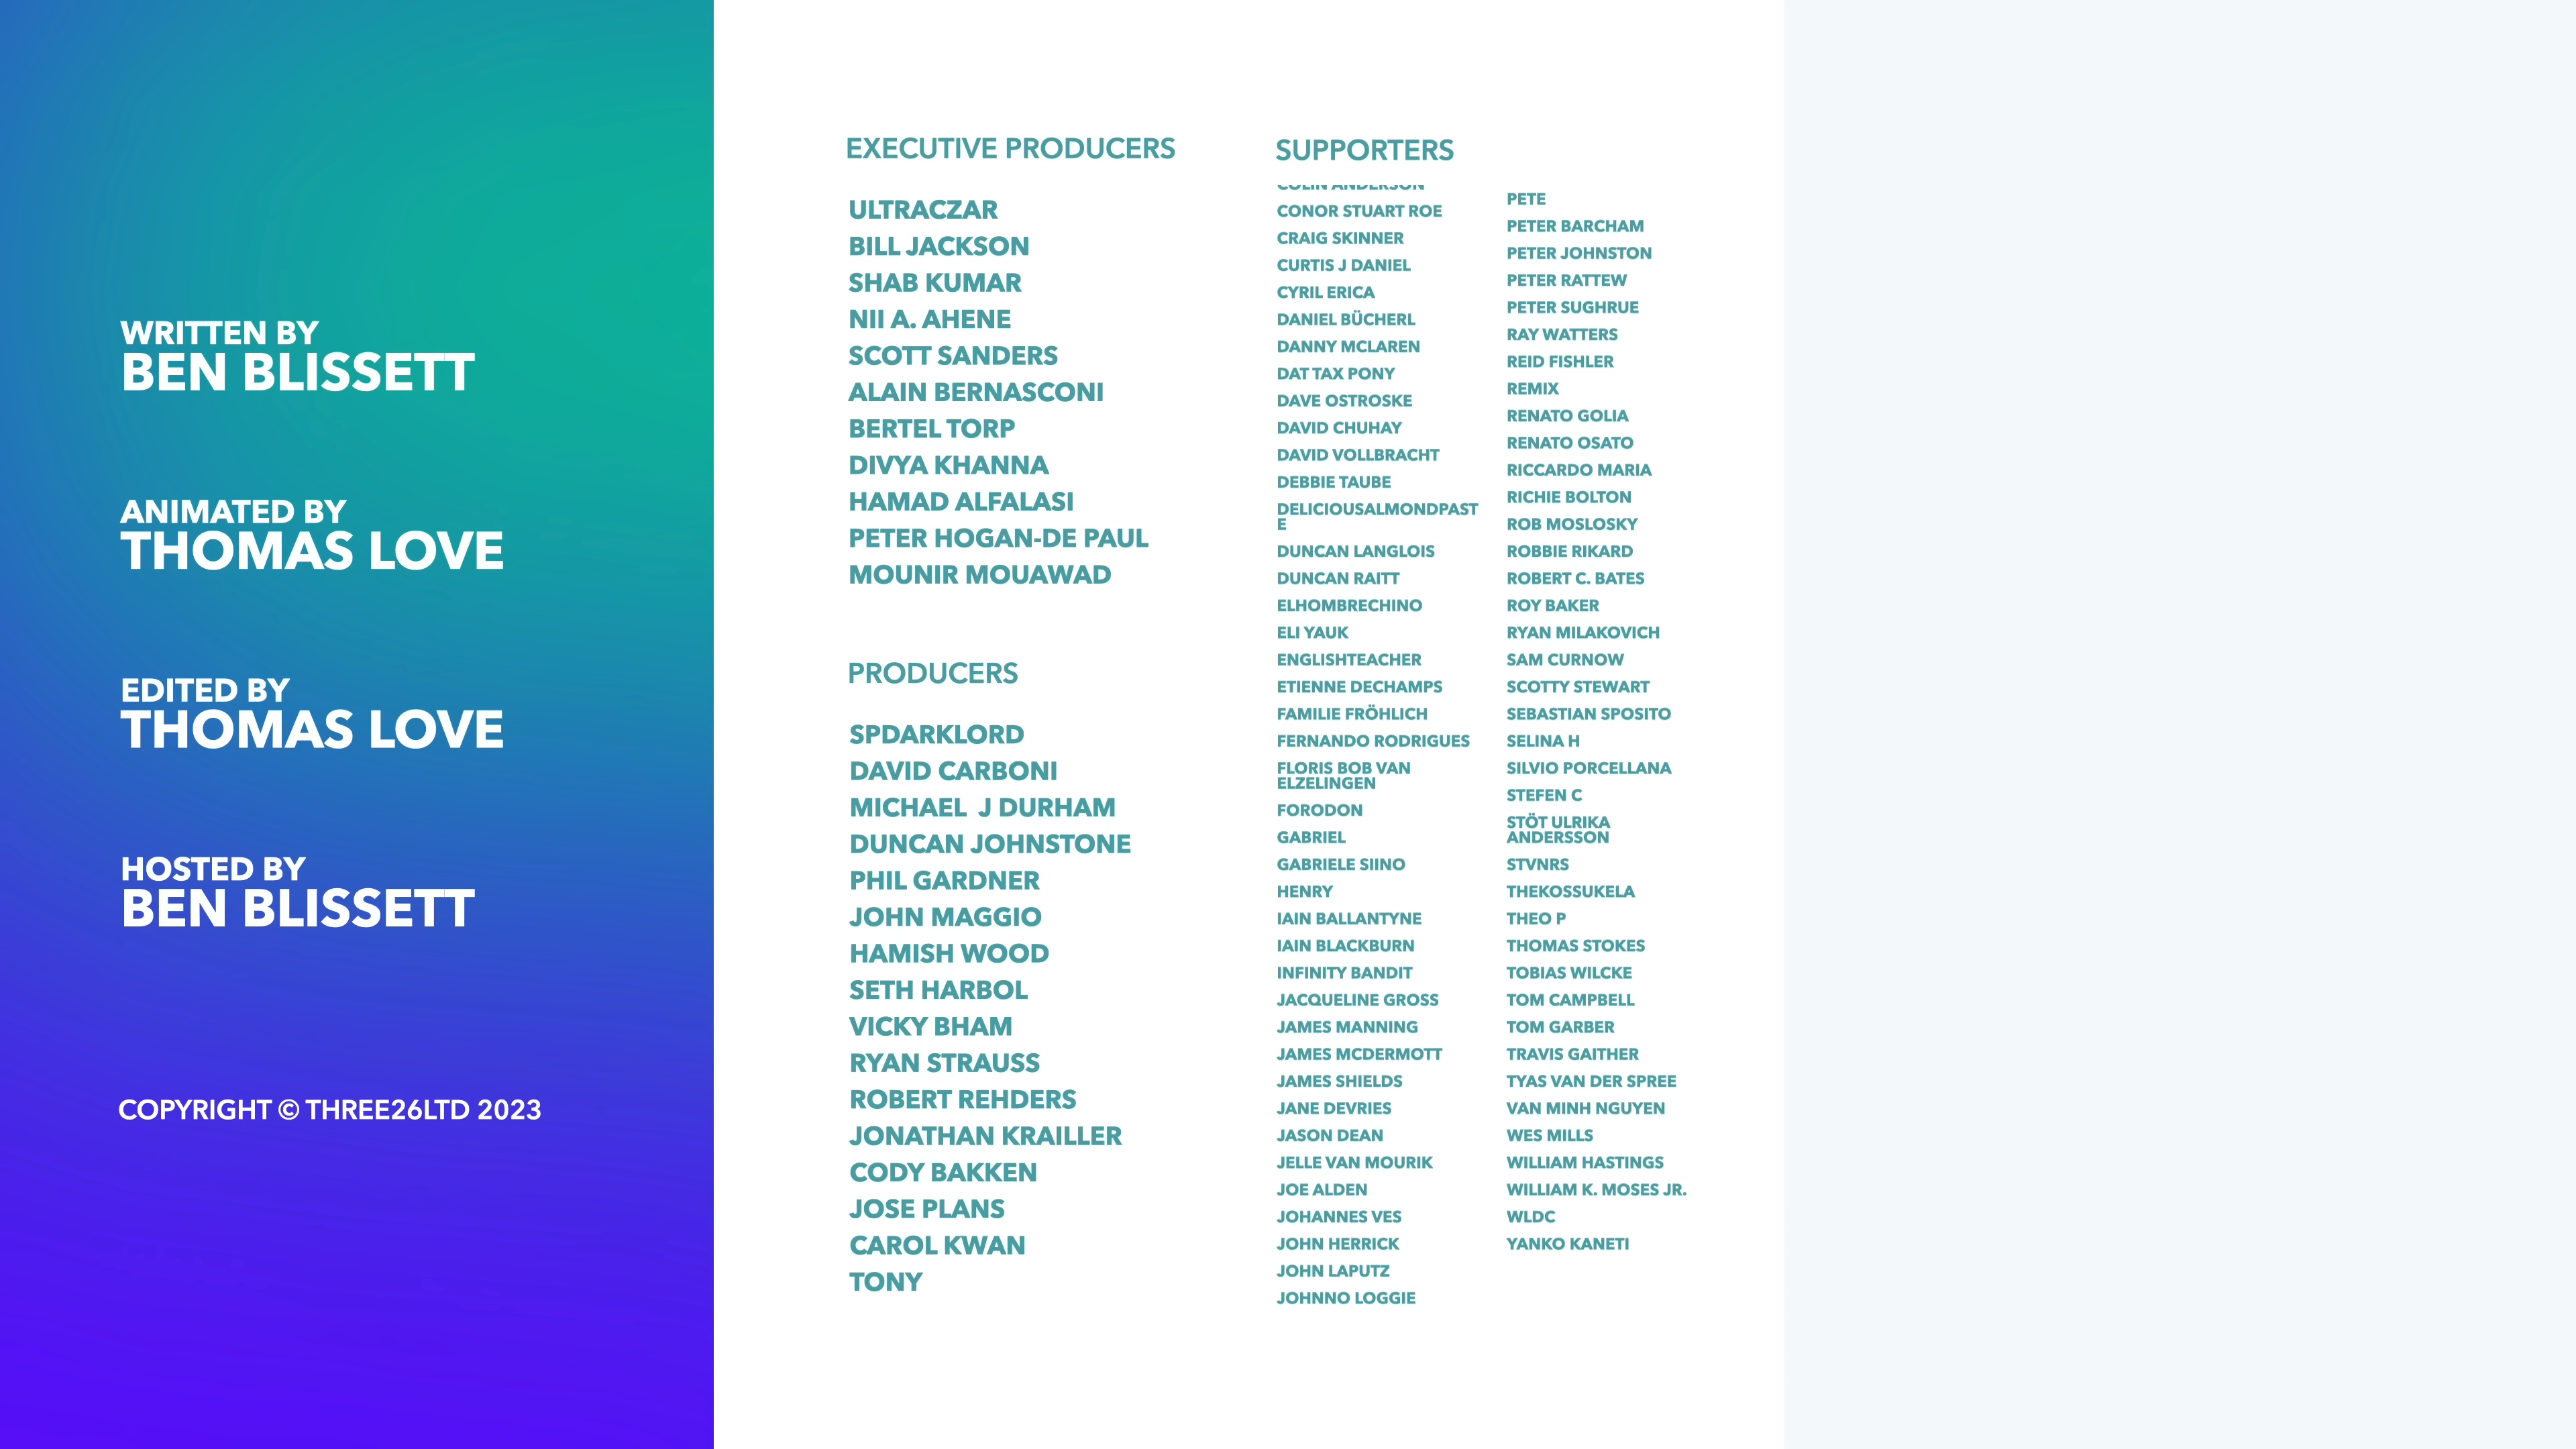 WRITTEN BY
BEN BLISSETT
ANIMATED BY
THOMAS LOVE
EDITED BY
THOMAS LOVE
HOSTED BY
BEN BLISSETT
COPYRIGHT © THREE26LTD 2023
EXECUTIVE PRODUCERS
ULTRACZAR
BILL JACKSON
SHAB KUMAR
NII A. AHENE
SCOTT SANDERS
ALAIN BERNASCONI
BERTEL TORP
DIVYA KHANNA
HAMAD ALFALASI
PETER HOGAN-DE PAUL
MOUNIR MOUAWAD
PRODUCERS
SPDARKLORD
DAVID CARBONI
MICHAEL  J DURHAM
DUNCAN JOHNSTONE
PHIL GARDNER
JOHN MAGGIO
HAMISH WOOD
SETH HARBOL
VICKY BHAM
RYAN STRAUSS
ROBERT REHDERS
JONATHAN KRAILLER
CODY BAKKEN
JOSE PLANS
CAROL KWAN
TONY
SUPPORTERS
COLIN ANDERSON
CONOR STUART ROE
CRAIG SKINNER
CURTIS J DANIEL
CYRIL ERICA
DANIEL BÜCHERL
DANNY MCLAREN
DAT TAX PONY
DAVE OSTROSKE
DAVID CHUHAY
DAVID VOLLBRACHT
DEBBIE TAUBE
DELICIOUSALMONDPAST
E
DUNCAN LANGLOIS
DUNCAN RAITT
ELHOMBRECHINO
ELI YAUK
ENGLISHTEACHER
ETIENNE DECHAMPS
FAMILIE FRÖHLICH
FERNANDO RODRIGUES
FLORIS BOB VAN
ELZELINGEN
FORODON
GABRIEL
GABRIELE SIINO
HENRY
IAIN BALLANTYNE
IAIN BLACKBURN
INFINITY BANDIT
JACQUELINE GROSS
JAMES MANNING
JAMES MCDERMOTT
JAMES SHIELDS
JANE DEVRIES
JASON DEAN
JELLE VAN MOURIK
JOE ALDEN
JOHANNES VES
JOHN HERRICK
JOHN LAPUTZ
JOHNNO LOGGIE
PETE
PETER BARCHAM
PETER JOHNSTON
PETER RATTEW
PETER SUGHRUE
RAY WATTERS
REID FISHLER
REMIX
RENATO GOLIA
RENATO OSATO
RICCARDO MARIA
RICHIE BOLTON
ROB MOSLOSKY
ROBBIE RIKARD
ROBERT C. BATES
ROY BAKER
RYAN MILAKOVICH
SAM CURNOW
SCOTTY STEWART
SEBASTIAN SPOSITO
SELINA H
SILVIO PORCELLANA
STEFEN C
STÖT ULRIKA
ANDERSSON
STVNRS
THEKOSSUKELA
THEO P
THOMAS STOKES
TOBIAS WILCKE
TOM CAMPBELL
TOM GARBER
TRAVIS GAITHER
TYAS VAN DER SPREE
VAN MINH NGUYEN
WES MILLS
WILLIAM HASTINGS
WILLIAM K. MOSES JR.
WLDC
YANKO KANETI